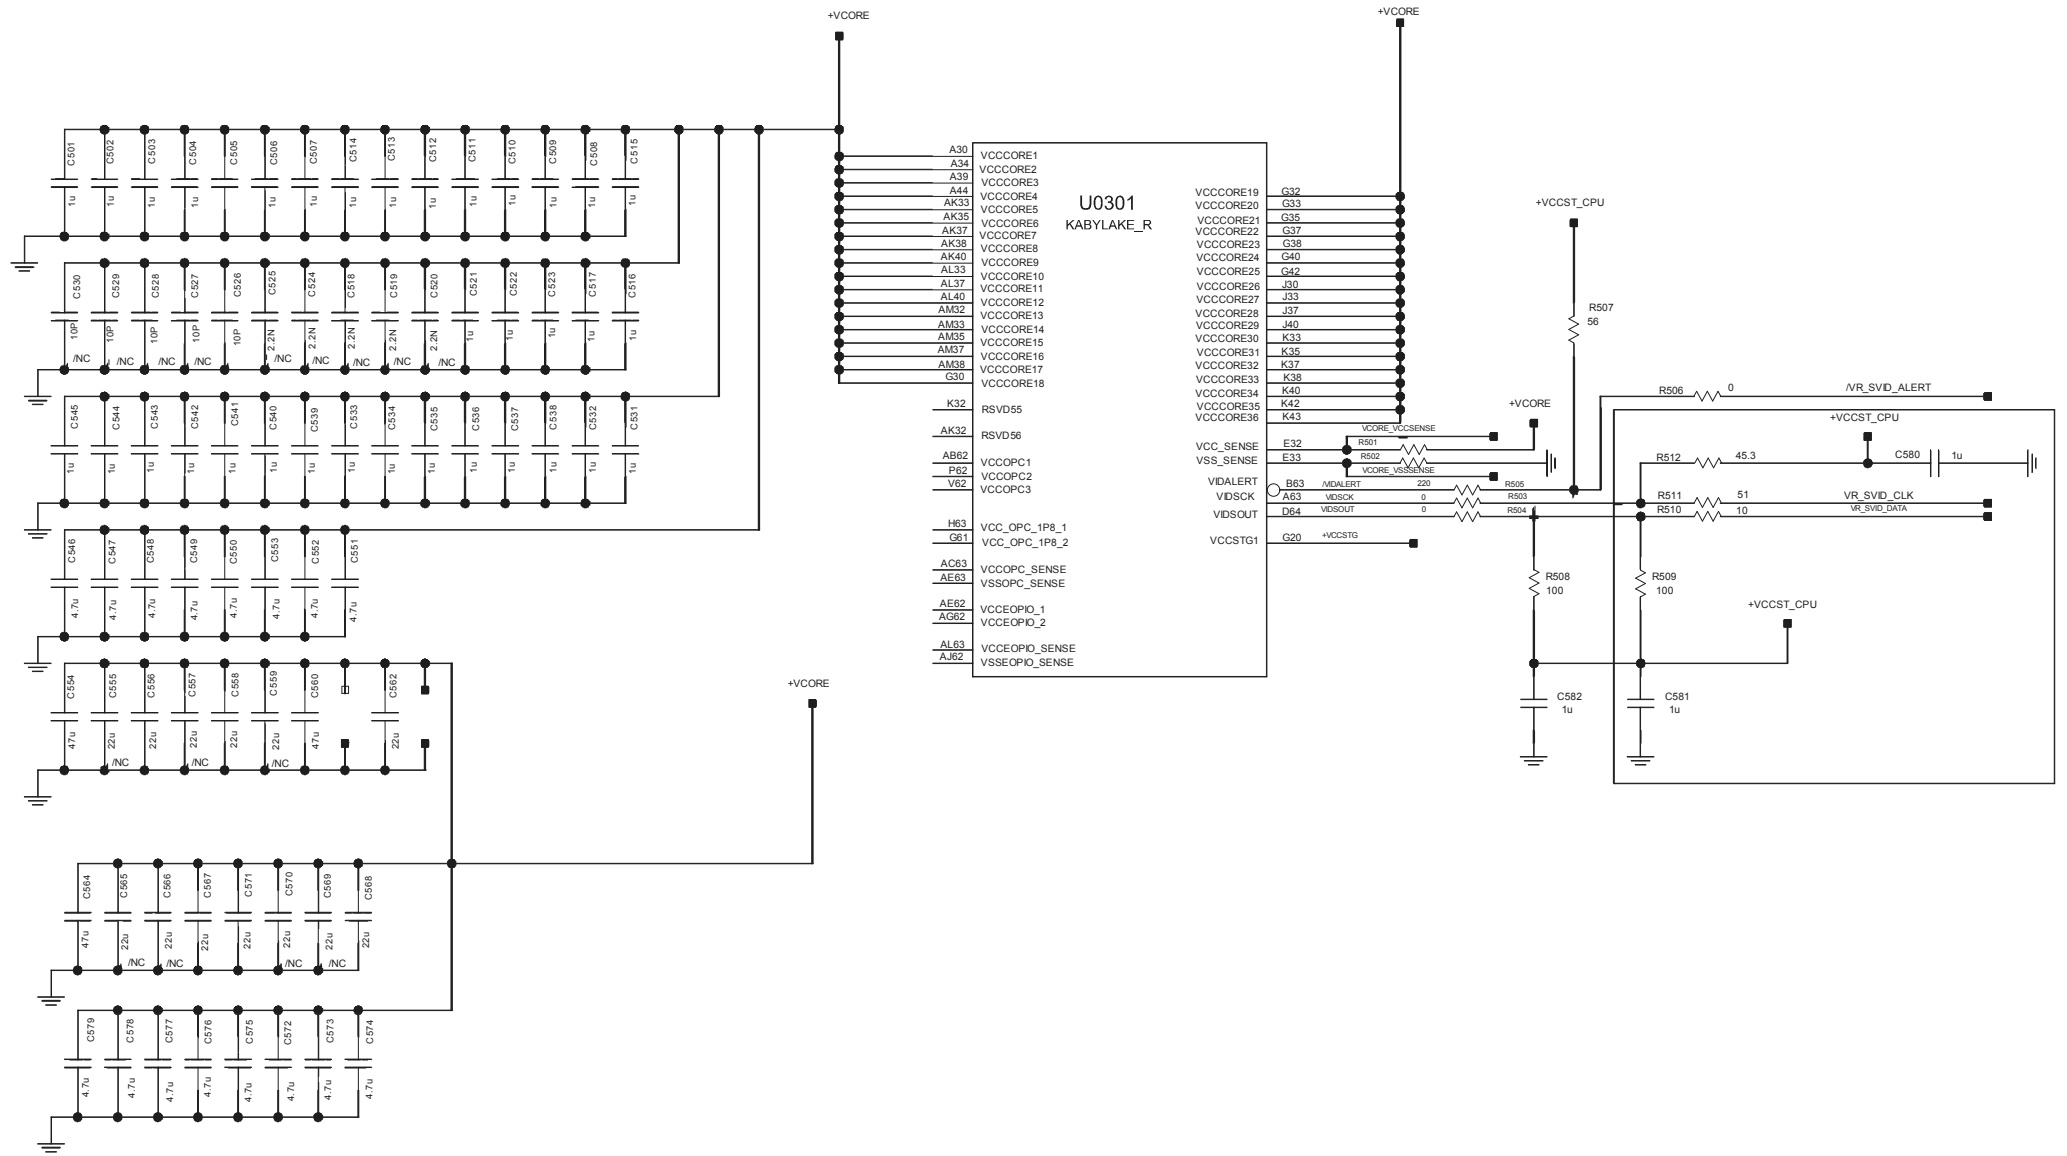 +VCORE
+VCORE
C501 C502 C503 C504 C505 C506 C507 C514 C513 C512 C511 C510 C509 C508 C515
1u 1u 1u 1u 1u 1u 1u 1u 1u 1u 1u 1u 1u 1u 1u
C530 C529 C528 C527 C526 C525 C524 C518 C519 C520 C521 C522 C523 C517 C516
10P 10P 10P 10P 10P 2.2N 2.2N 2.2N 2.2N 2.2N 1u 1u 1u 1u 1u
/NC /NC /NC /NC /NC /NC /NC /NC
C545 C544 C543 C542 C541 C540 C539 C533 C534 C535 C536 C537 C538 C532 C531
1u 1u 1u 1u 1u 1u 1u 1u 1u 1u 1u 1u 1u 1u 1u
C546 C547 C548 C549 C550 C553 C552 C551
4.7u 4.7u 4.7u 4.7u 4.7u 4.7u 4.7u 4.7u
C554 C555 C556 C557 C558 C559 C560 C562
47u 22u 22u 22u 22u 22u 47u 22u
/NC /NC /NC
+VCORE
C564 C565 C566 C567 C571 C570 C569 C568
47u 22u 22u 22u 22u 22u 22u 22u
/NC /NC /NC /NC
C579 C578 C577 C576 C575 C572 C573 C574
4.7u 4.7u 4.7u 4.7u 4.7u 4.7u 4.7u 4.7u
U0301
KABYLAKE_R
A30 VCCCORE1
A34 VCCCORE2
A39 VCCCORE3
A44 VCCCORE4
AK33 VCCCORE5
AK35 VCCCORE6
AK37 VCCCORE7
AK38 VCCCORE8
AK40 VCCCORE9
AL33 VCCCORE10
AL37 VCCCORE11
AL40 VCCCORE12
AM32 VCCCORE13
AM33 VCCCORE14
AM35 VCCCORE15
AM37 VCCCORE16
AM38 VCCCORE17
G30 VCCCORE18
K32 RSVD55
AK32 RSVD56
AB62 VCCOPC1
P62 VCCOPC2
V62 VCCOPC3
H63 VCC_OPC_1P8_1
G61 VCC_OPC_1P8_2
AC63 VCCOPC_SENSE
AE63 VSSOPC_SENSE
AE62 VCCEOPIO_1
AG62 VCCEOPIO_2
AL63 VCCEOPIO_SENSE
AJ62 VSSEOPIO_SENSE
VCCCORE19 G32
VCCCORE20 G33
VCCCORE21 G35
VCCCORE22 G37
VCCCORE23 G38
VCCCORE24 G40
VCCCORE25 G42
VCCCORE26 J30
VCCCORE27 J33
VCCCORE28 J37
VCCCORE29 J40
VCCCORE30 K33
VCCCORE31 K35
VCCCORE32 K37
VCCCORE33 K38
VCCCORE34 K40
VCCCORE35 K42
VCCCORE36 K43
VCC_SENSE E32
VSS_SENSE E33
VIDALERT B63 /VIDALERT 220 R505
VIDSCK A63 VIDSCK 0 R503
VIDSOUT D64 VIDSOUT 0 R504
VCCSTG1 G20 +VCCSTG
VCORE_VCCSENSE
R501
R502
VCORE_VSSSENSE
+VCORE
+VCCST_CPU
R507
56
R506 0 /VR_SVID_ALERT
+VCCST_CPU
R512 45.3 C580 1u
R511 51 VR_SVID_CLK
R510 10 VR_SVID_DATA
R508
100
R509
100
+VCCST_CPU
C582
1u
C581
1u